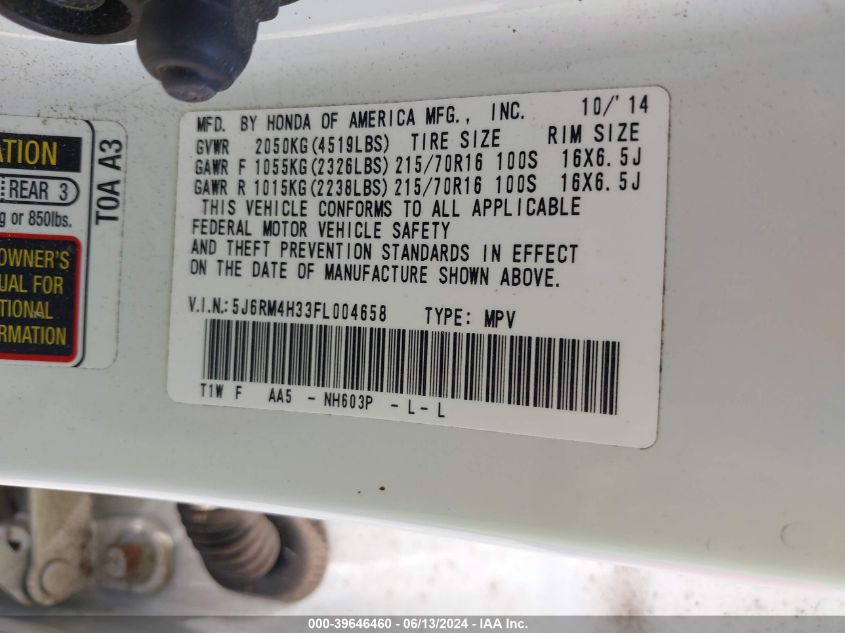 MFD. BY HONDA OF AMERICA MFG., INC. 10/'14
GVWR 2050KG(4519LBS) TIRE SIZE RIM SIZE
GAWR F 1055KG(2326LBS) 215/70R16 100S 16X6.5J
GAWR R 1015KG(2238LBS) 215/70R16 100S 16X6.5J
THIS VEHICLE CONFORMS TO ALL APPLICABLE
FEDERAL MOTOR VEHICLE SAFETY
AND THEFT PREVENTION STANDARDS IN EFFECT
ON THE DATE OF MANUFACTURE SHOWN ABOVE.
V.I.N.: 5J6RM4H33FL004658 TYPE: MPV
T1W F AA5 - NH603P - L - L
ATION
REAR 3
g or 850lbs.
OWNER'S
UAL FOR
TIONAL
RMATION
T0A A3
000-39646460 - 06/13/2024 - IAA Inc.